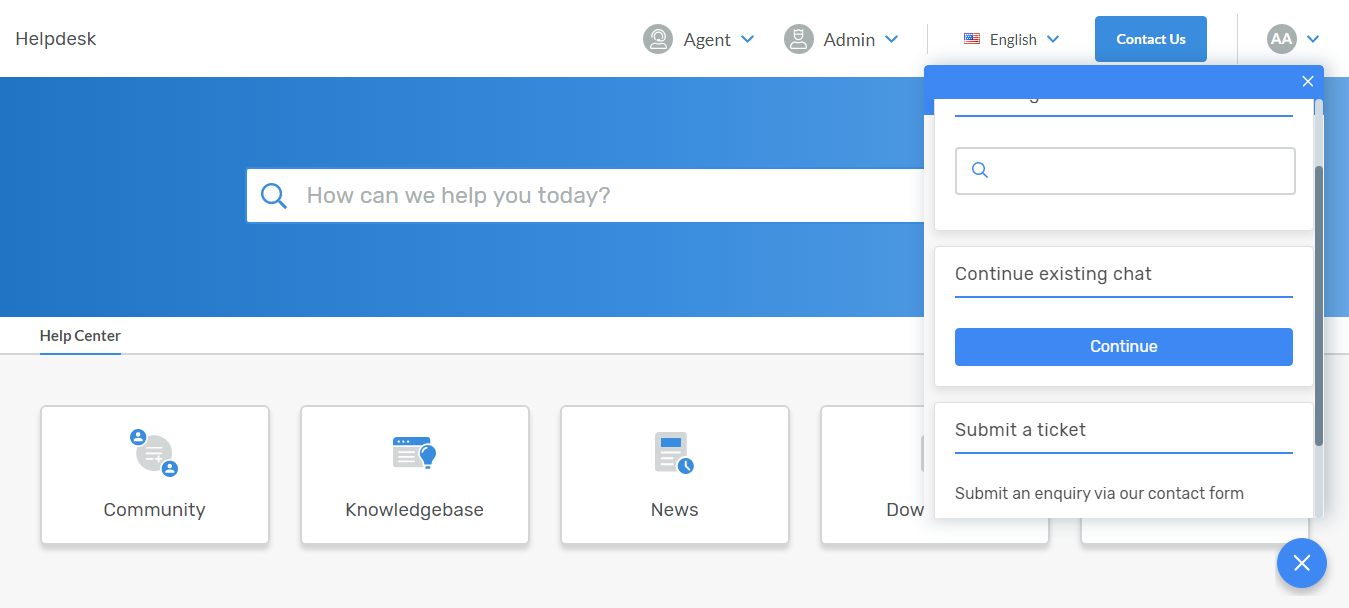 Helpdesk
Agent
Admin
English
Contact Us
AA
How can we help you today?
Continue existing chat
Continue
Help Center
Submit a ticket
Submit an enquiry via our contact form
Community
Knowledgebase
News
Dow